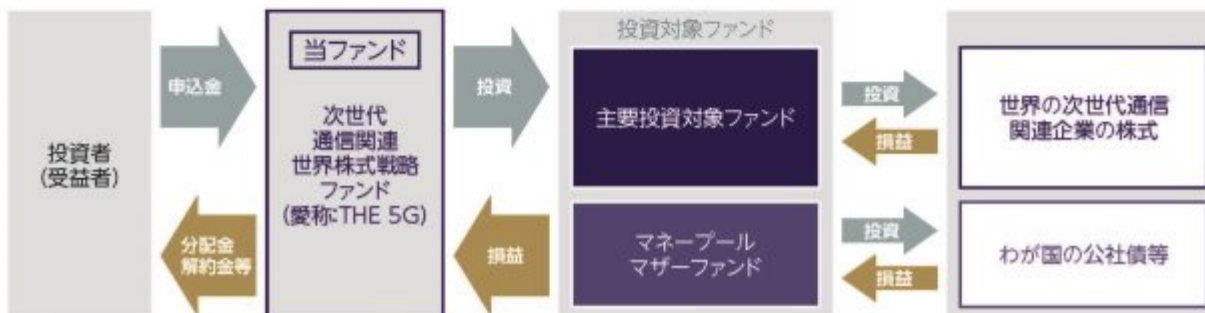 投資者
(受益者)
申込金
分配金
解約金等
当ファンド
次世代
通信関連
世界株式戦略
ファンド
(愛称:THE 5G)
投資
損益
投資対象ファンド
主要投資対象ファンド
マネープール
マザーファンド
投資
損益
投資
損益
世界の次世代通信
関連企業の株式
わが国の公社債等